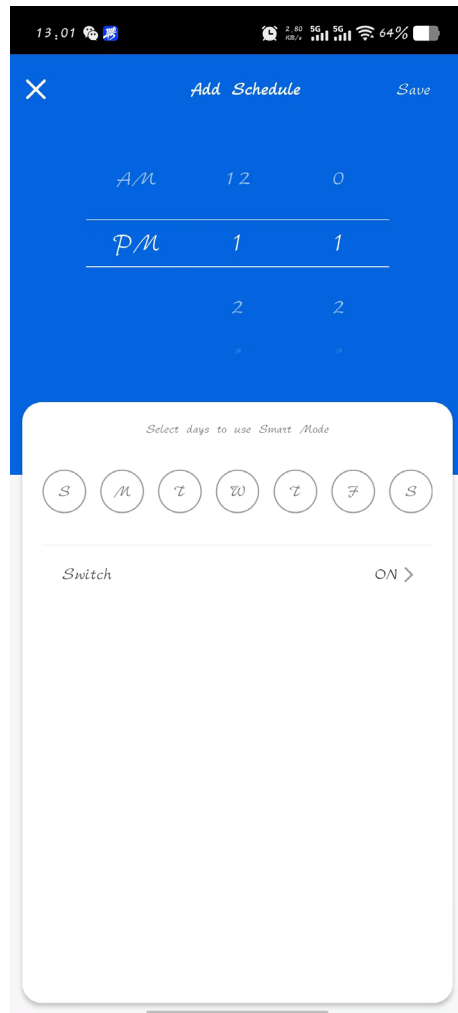 13:01 2.80 KB/s 5G 5G 64%
Add Schedule Save
AM 12 0
PM 1 1
2 2
Select days to use Smart Mode
S M T W T F S
Switch ON